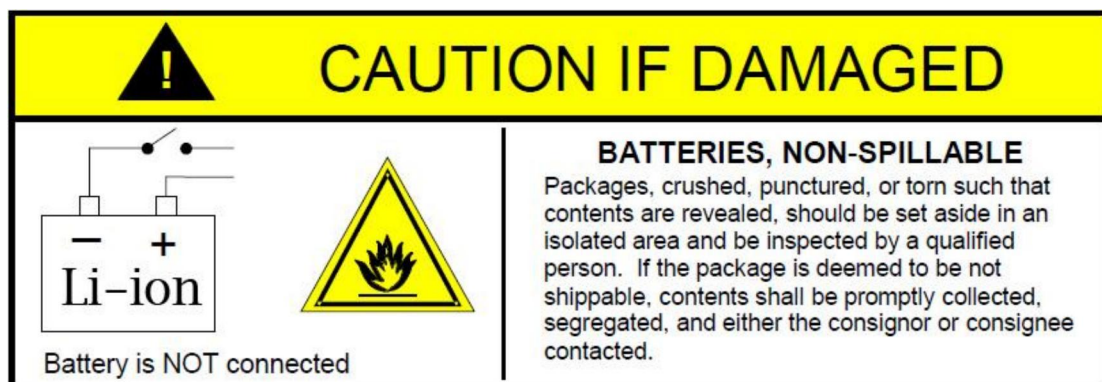 !
CAUTION IF DAMAGED
− +
Li-ion
Battery is NOT connected
BATTERIES, NON-SPILLABLE
Packages, crushed, punctured, or torn such that
contents are revealed, should be set aside in an
isolated area and be inspected by a qualified
person.  If the package is deemed to be not
shippable, contents shall be promptly collected,
segregated, and either the consignor or consignee
contacted.